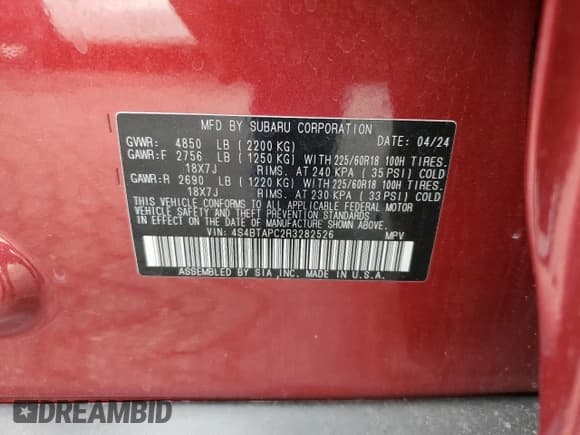 MFD BY SUBARU CORPORATION
GVWR: 4850 LB (2200 KG) DATE: 04/24
GAWR:F 2756 LB (1250 KG) WITH 225/60R18 100H TIRES.
18X7J RIMS. AT 240 KPA (35 PSI) COLD
GAWR:R 2690 LB (1220 KG) WITH 225/60R18 100H TIRES.
18X7J RIMS. AT 230 KPA (33 PSI) COLD
THIS VEHICLE CONFORMS TO ALL APPLICABLE FEDERAL MOTOR
VEHICLE SAFETY AND THEFT PREVENTION STANDARDS
IN EFFECT ON THE DATE OF MANUFACTURE SHOWN ABOVE.
VIN: 4S4BTAPC2R3282526 MPV
ASSEMBLED BY SIA,INC. MADE IN U.S.A.
DREAMBID